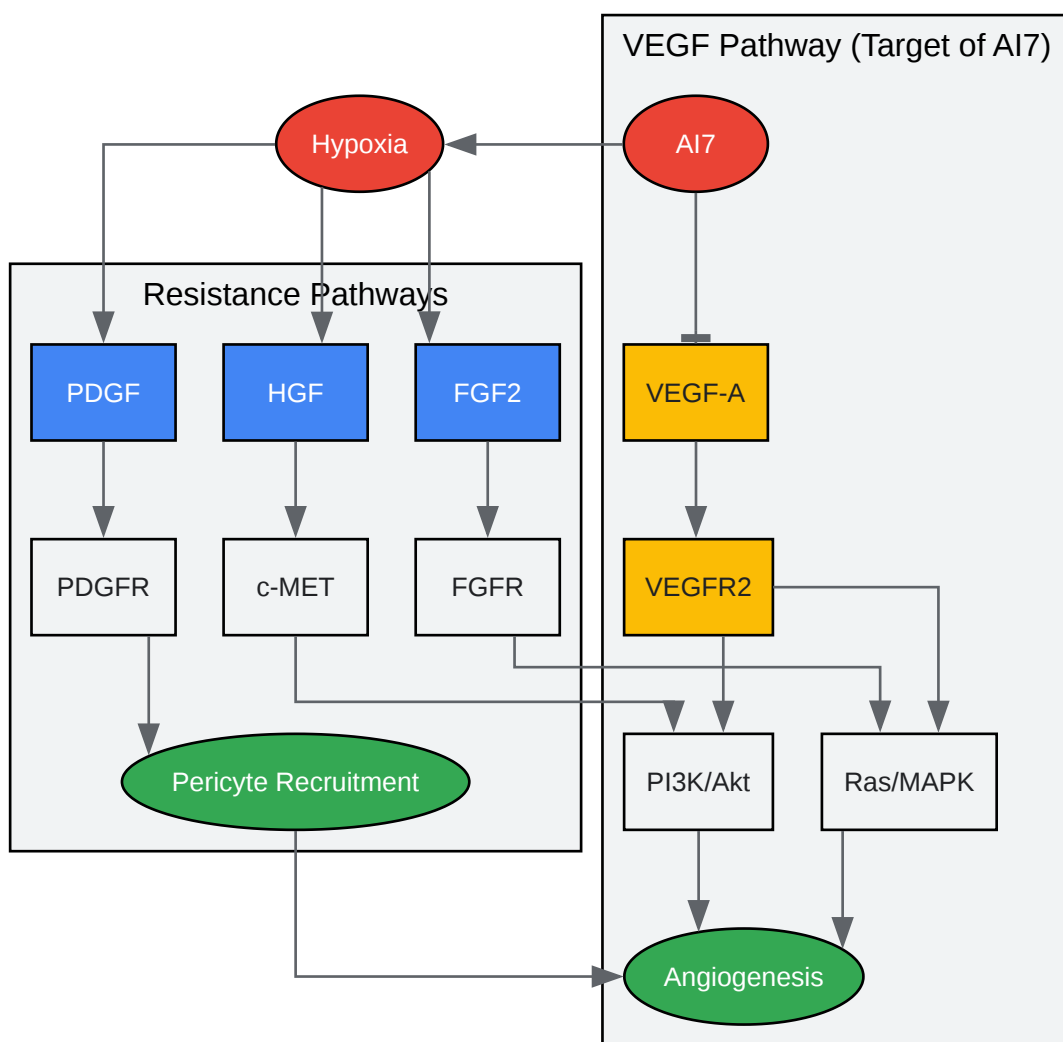 VEGF Pathway (Target of AI7)
Hypoxia
AI7
Resistance Pathways
PDGF
HGF
FGF2
VEGF-A
PDGFR
c-MET
FGFR
VEGFR2
Pericyte Recruitment
PI3K/Akt
Ras/MAPK
Angiogenesis